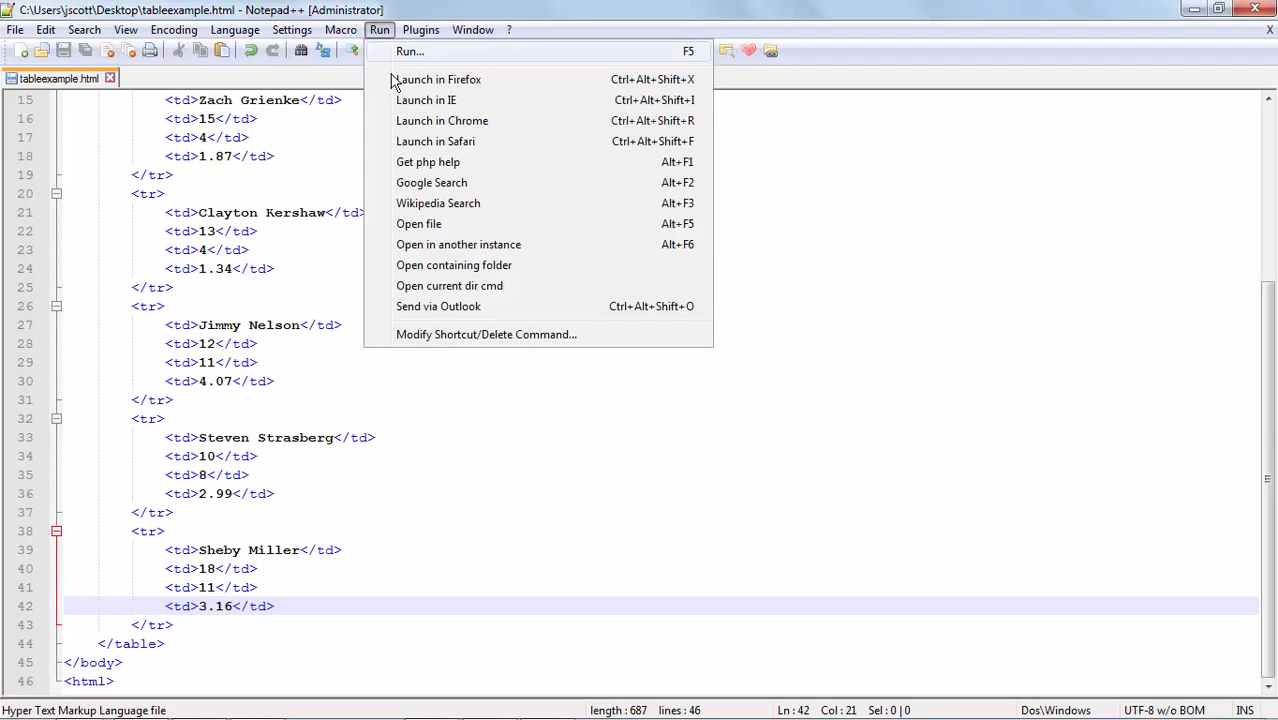 C:\Users\jscott\Desktop\tableexample.html - Notepad++ [Administrator]
File Edit Search View Encoding Language Settings Macro Run Plugins Window ? X
tableexample.html
Run... F5
Launch in Firefox Ctrl+Alt+Shift+X
Launch in IE Ctrl+Alt+Shift+I
Launch in Chrome Ctrl+Alt+Shift+R
Launch in Safari Ctrl+Alt+Shift+F
Get php help Alt+F1
Google Search Alt+F2
Wikipedia Search Alt+F3
Open file Alt+F5
Open in another instance Alt+F6
Open containing folder
Open current dir cmd
Send via Outlook Ctrl+Alt+Shift+O
Modify Shortcut/Delete Command...
15 <td>Zach Grienke</td>
16 <td>15</td>
17 <td>4</td>
18 <td>1.87</td>
19 </tr>
20 <tr>
21 <td>Clayton Kershaw</td>
22 <td>13</td>
23 <td>4</td>
24 <td>1.34</td>
25 </tr>
26 <tr>
27 <td>Jimmy Nelson</td>
28 <td>12</td>
29 <td>11</td>
30 <td>4.07</td>
31 </tr>
32 <tr>
33 <td>Steven Strasberg</td>
34 <td>10</td>
35 <td>8</td>
36 <td>2.99</td>
37 </tr>
38 <tr>
39 <td>Sheby Miller</td>
40 <td>18</td>
41 <td>11</td>
42 <td>3.16</td>
43 </tr>
44 </table>
45 </body>
46 <html>
Hyper Text Markup Language file length : 687 lines : 46 Ln : 42 Col : 21 Sel : 0 | 0 Dos\Windows UTF-8 w/o BOM INS